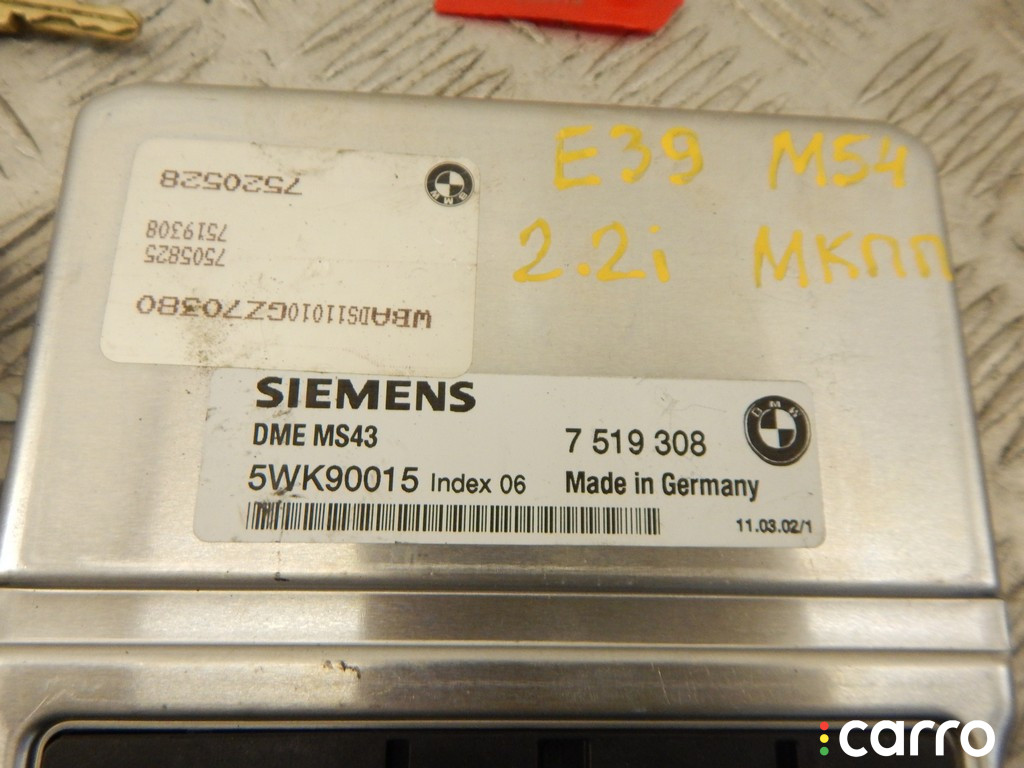 E39 M54
2.2i МКПП
7520528
7519308
7505825
WBADS11010GZ70380
SIEMENS
DME MS43
7 519 308
BMW
5WK90015 Index 06
Made in Germany
11.03.02/1
carro